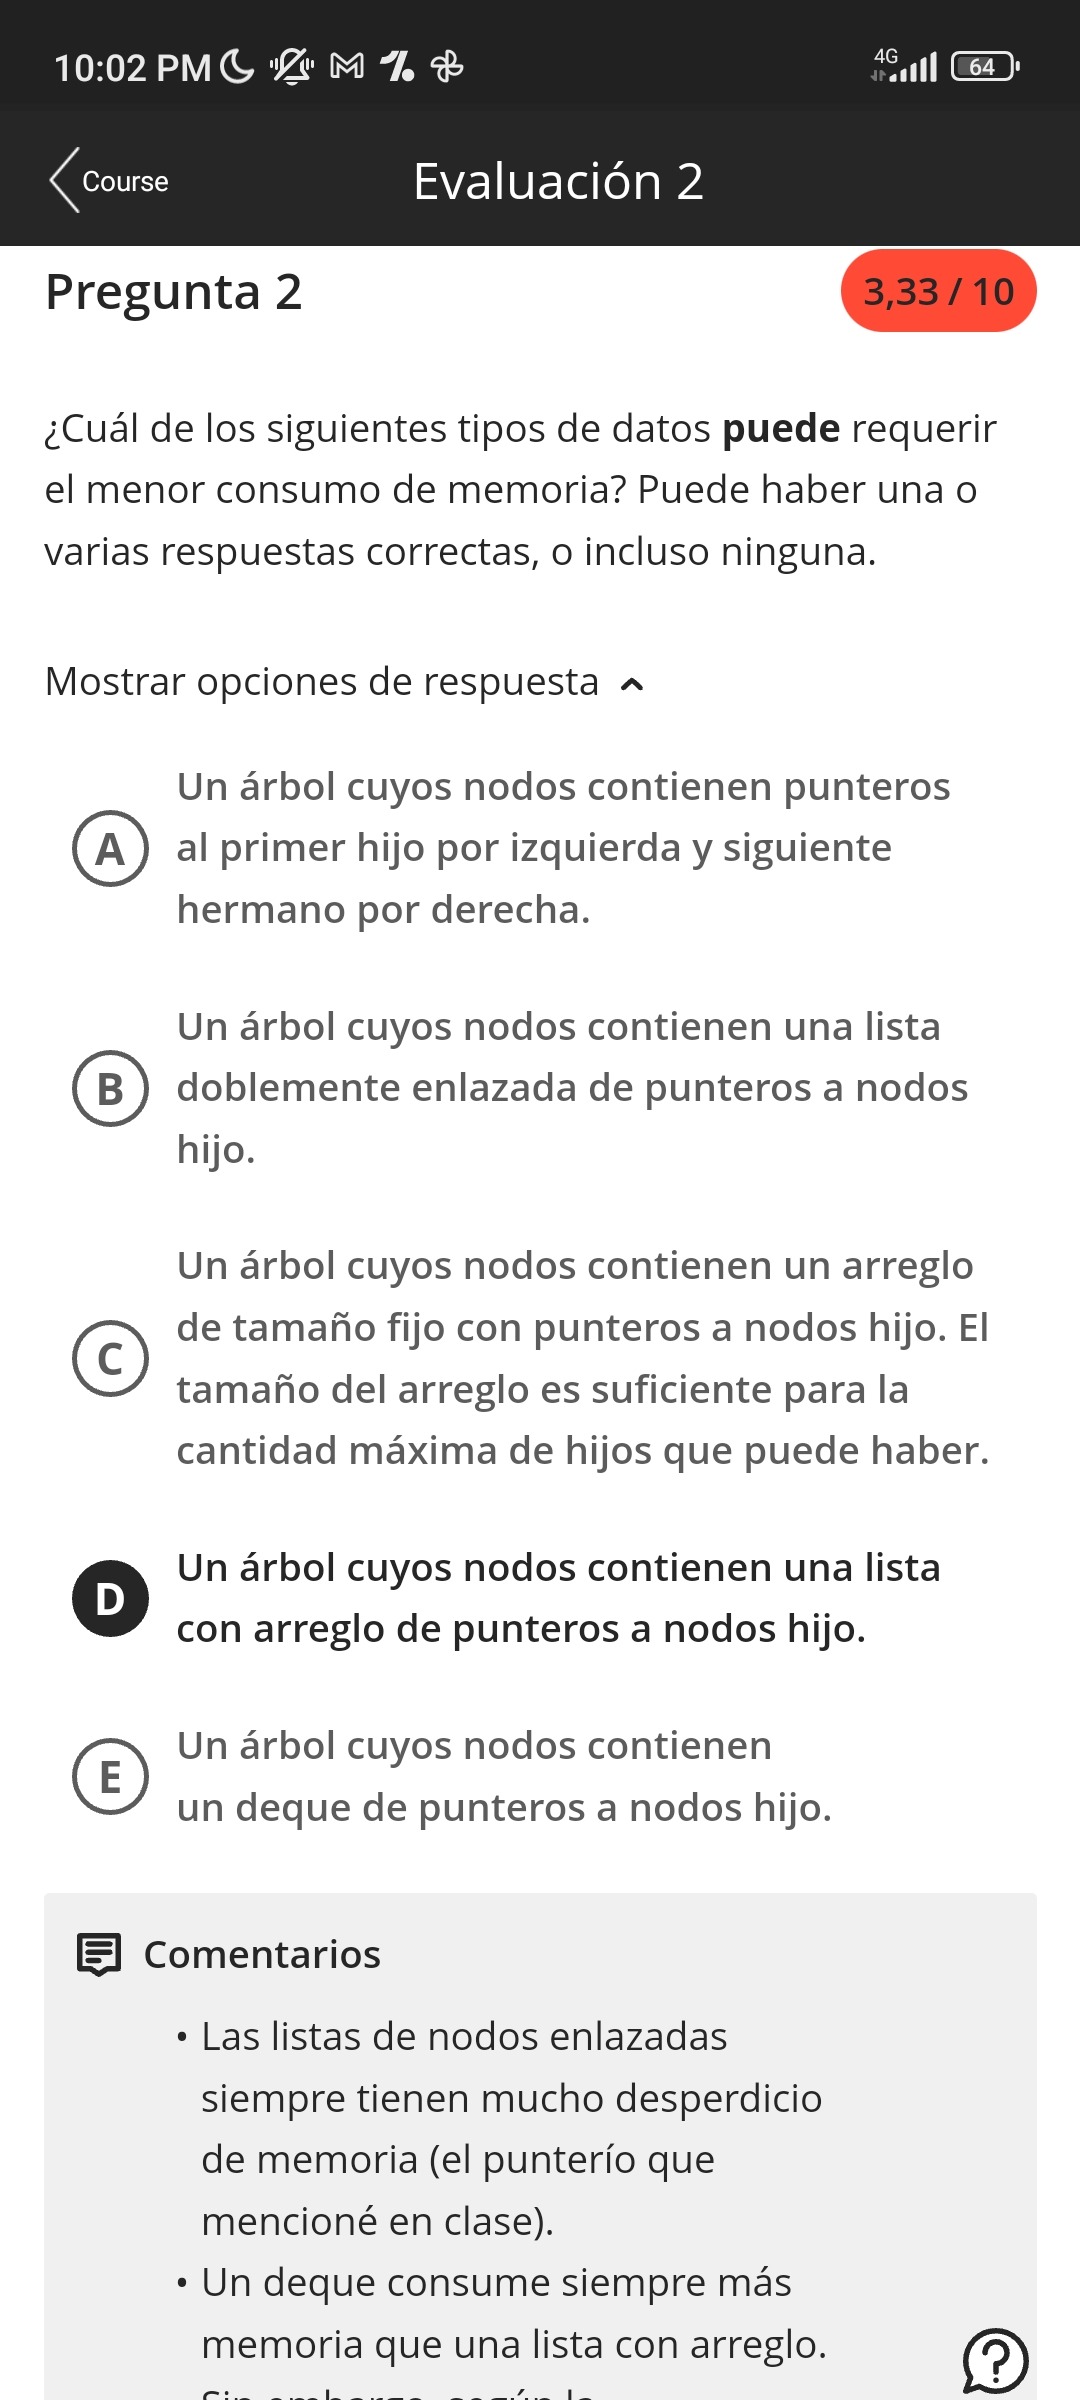 10:02 PM
4G
64
Course
Evaluación 2
Pregunta 2
3,33 / 10
¿Cuál de los siguientes tipos de datos puede requerir
el menor consumo de memoria? Puede haber una o
varias respuestas correctas, o incluso ninguna.
Mostrar opciones de respuesta
A
Un árbol cuyos nodos contienen punteros
al primer hijo por izquierda y siguiente
hermano por derecha.
B
Un árbol cuyos nodos contienen una lista
doblemente enlazada de punteros a nodos
hijo.
C
Un árbol cuyos nodos contienen un arreglo
de tamaño fijo con punteros a nodos hijo. El
tamaño del arreglo es suficiente para la
cantidad máxima de hijos que puede haber.
D
Un árbol cuyos nodos contienen una lista
con arreglo de punteros a nodos hijo.
E
Un árbol cuyos nodos contienen
un deque de punteros a nodos hijo.
Comentarios
• Las listas de nodos enlazadas
siempre tienen mucho desperdicio
de memoria (el punterío que
mencioné en clase).
• Un deque consume siempre más
memoria que una lista con arreglo.
Sin embargo, según la